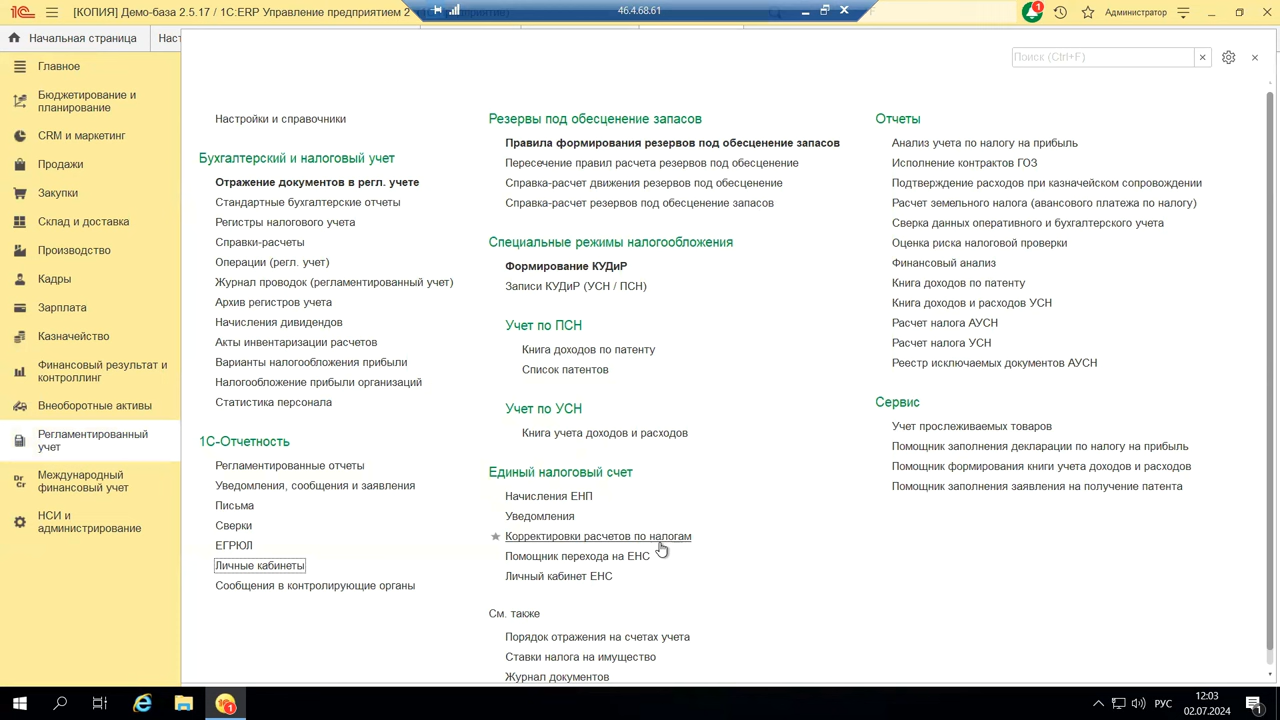 [КОПИЯ] Демо-база 2.5.17 / 1С:ERP Управление предприятием 2
46.4.68.61
1
Администратор
Начальная страница
Наст
Главное
Бюджетирование и
планирование
CRM и маркетинг
Продажи
Закупки
Склад и доставка
Производство
Кадры
Зарплата
Казначейство
Финансовый результат и
контроллинг
Внеоборотные активы
Регламентированный
учет
Международный
финансовый учет
НСИ и
администрирование
Поиск (Ctrl+F)
Настройки и справочники
Бухгалтерский и налоговый учет
Отражение документов в регл. учете
Стандартные бухгалтерские отчеты
Регистры налогового учета
Справки-расчеты
Операции (регл. учет)
Журнал проводок (регламентированный учет)
Архив регистров учета
Начисления дивидендов
Акты инвентаризации расчетов
Варианты налогообложения прибыли
Налогообложение прибыли организаций
Статистика персонала
1С-Отчетность
Регламентированные отчеты
Уведомления, сообщения и заявления
Письма
Сверки
ЕГРЮЛ
Личные кабинеты
Сообщения в контролирующие органы
Резервы под обесценение запасов
Правила формирования резервов под обесценение запасов
Пересечение правил расчета резервов под обесценение запасов
Справка-расчет движения резервов под обесценение
Справка-расчет резервов под обесценение запасов
Специальные режимы налогообложения
Формирование КУДиР
Записи КУДиР (УСН / ПСН)
Учет по ПСН
Книга доходов по патенту
Список патентов
Учет по УСН
Книга учета доходов и расходов
Единый налоговый счет
Начисления ЕНП
Уведомления
Корректировки расчетов по налогам
Помощник перехода на ЕНС
Личный кабинет ЕНС
См. также
Порядок отражения на счетах учета
Ставки налога на имущество
Журнал документов
Отчеты
Анализ учета по налогу на прибыль
Исполнение контрактов ГОЗ
Подтверждение расходов при казначейском сопровождении
Расчет земельного налога (авансового платежа по налогу)
Сверка данных оперативного и бухгалтерского учета
Оценка риска налоговой проверки
Финансовый анализ
Книга доходов по патенту
Книга доходов и расходов УСН
Расчет налога АУСН
Расчет налога УСН
Реестр исключаемых документов АУСН
Сервис
Учет прослеживаемых товаров
Помощник заполнения декларации по налогу на прибыль
Помощник формирования книги учета доходов и расходов
Помощник заполнения заявления на получение патента
1
РУС
12:03
02.07.2024
1